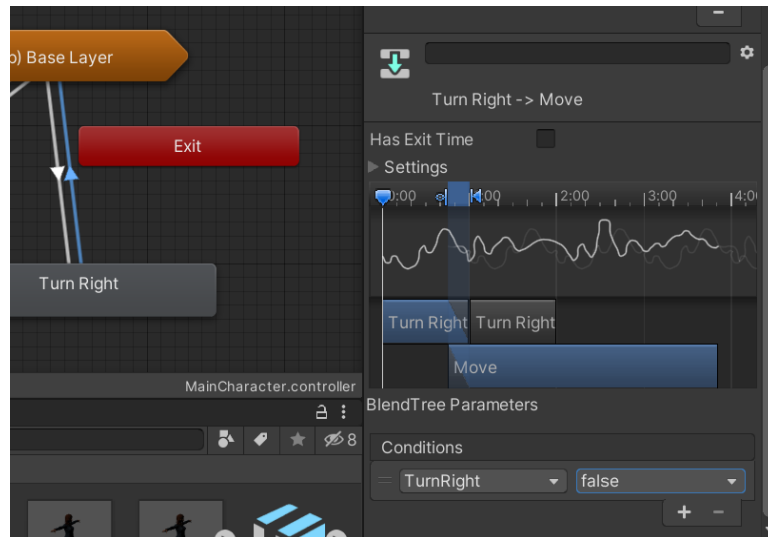 ) Base Layer
Exit
Turn Right
MainCharacter.controller
8
Turn Right -> Move
Has Exit Time
Settings
0:00
1:00
2:00
3:00
4:0
Turn Right
Turn Right
Move
BlendTree Parameters
Conditions
TurnRight
false